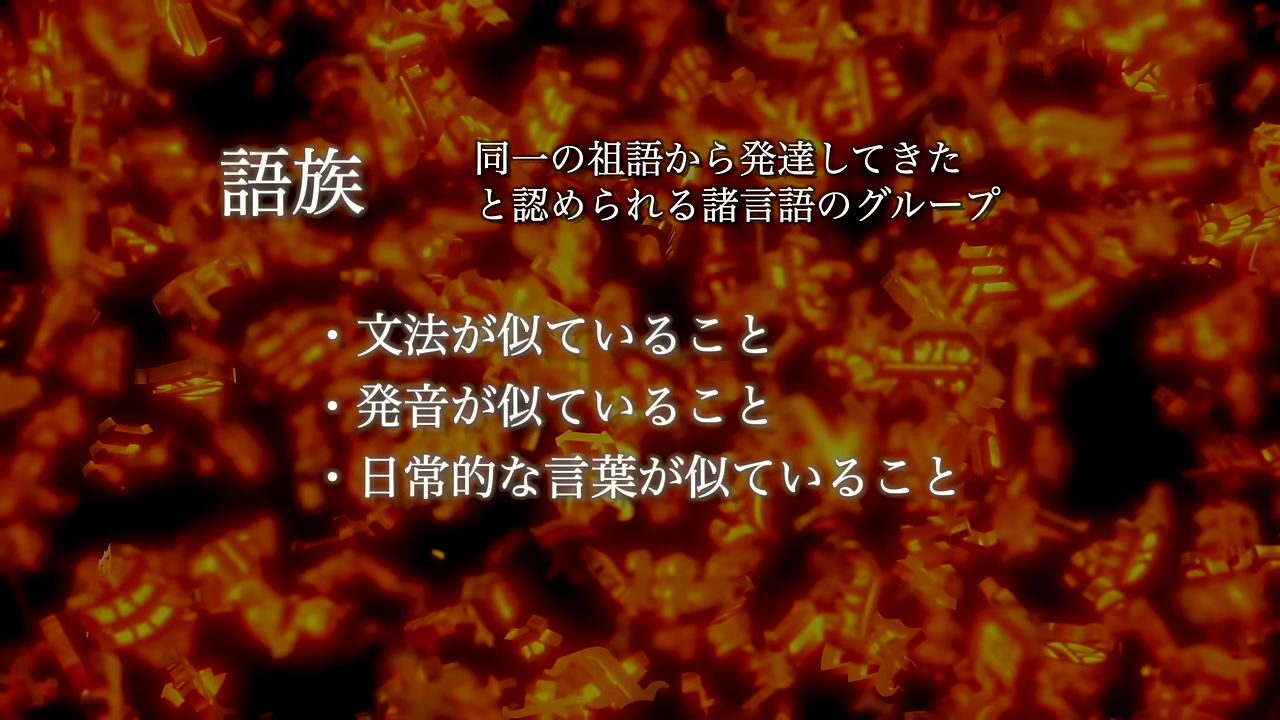 語族
同一の祖語から発達してきた
と認められる諸言語のグループ
・文法が似ていること
・発音が似ていること
・日常的な言葉が似ていること